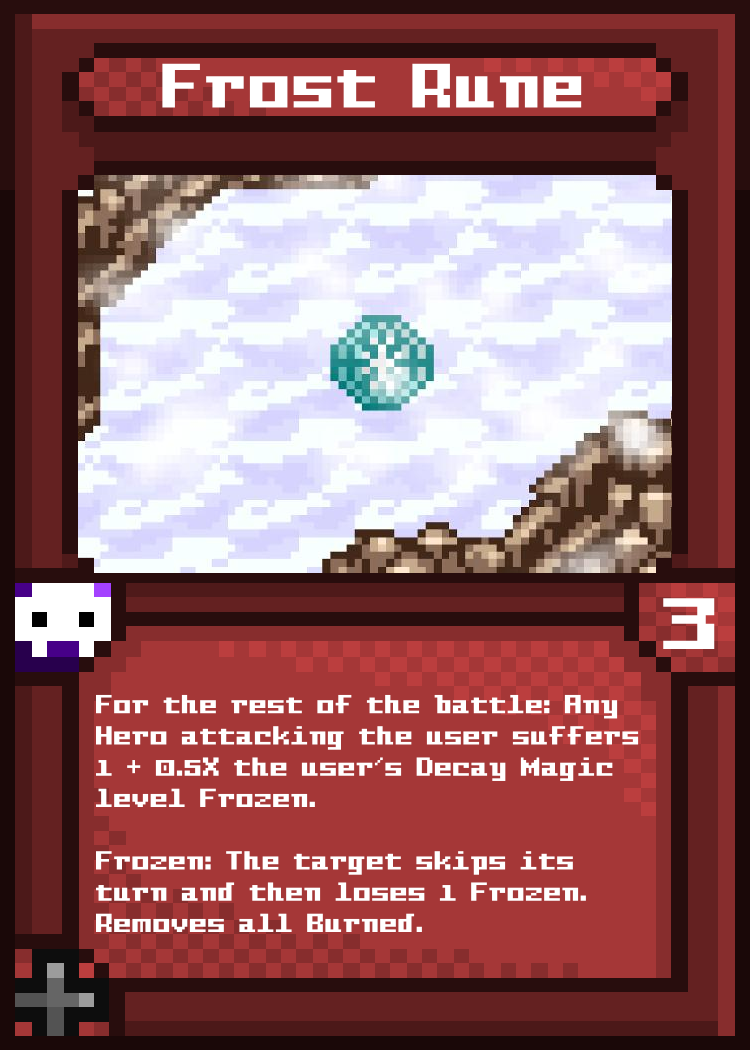 Frost Rune
3
For the rest of the battle: Any
Hero attacking the user suffers
1 + 0.5X the user's Decay Magic
level Frozen.
Frozen: The target skips its
turn and then loses 1 Frozen.
Removes all Burned.